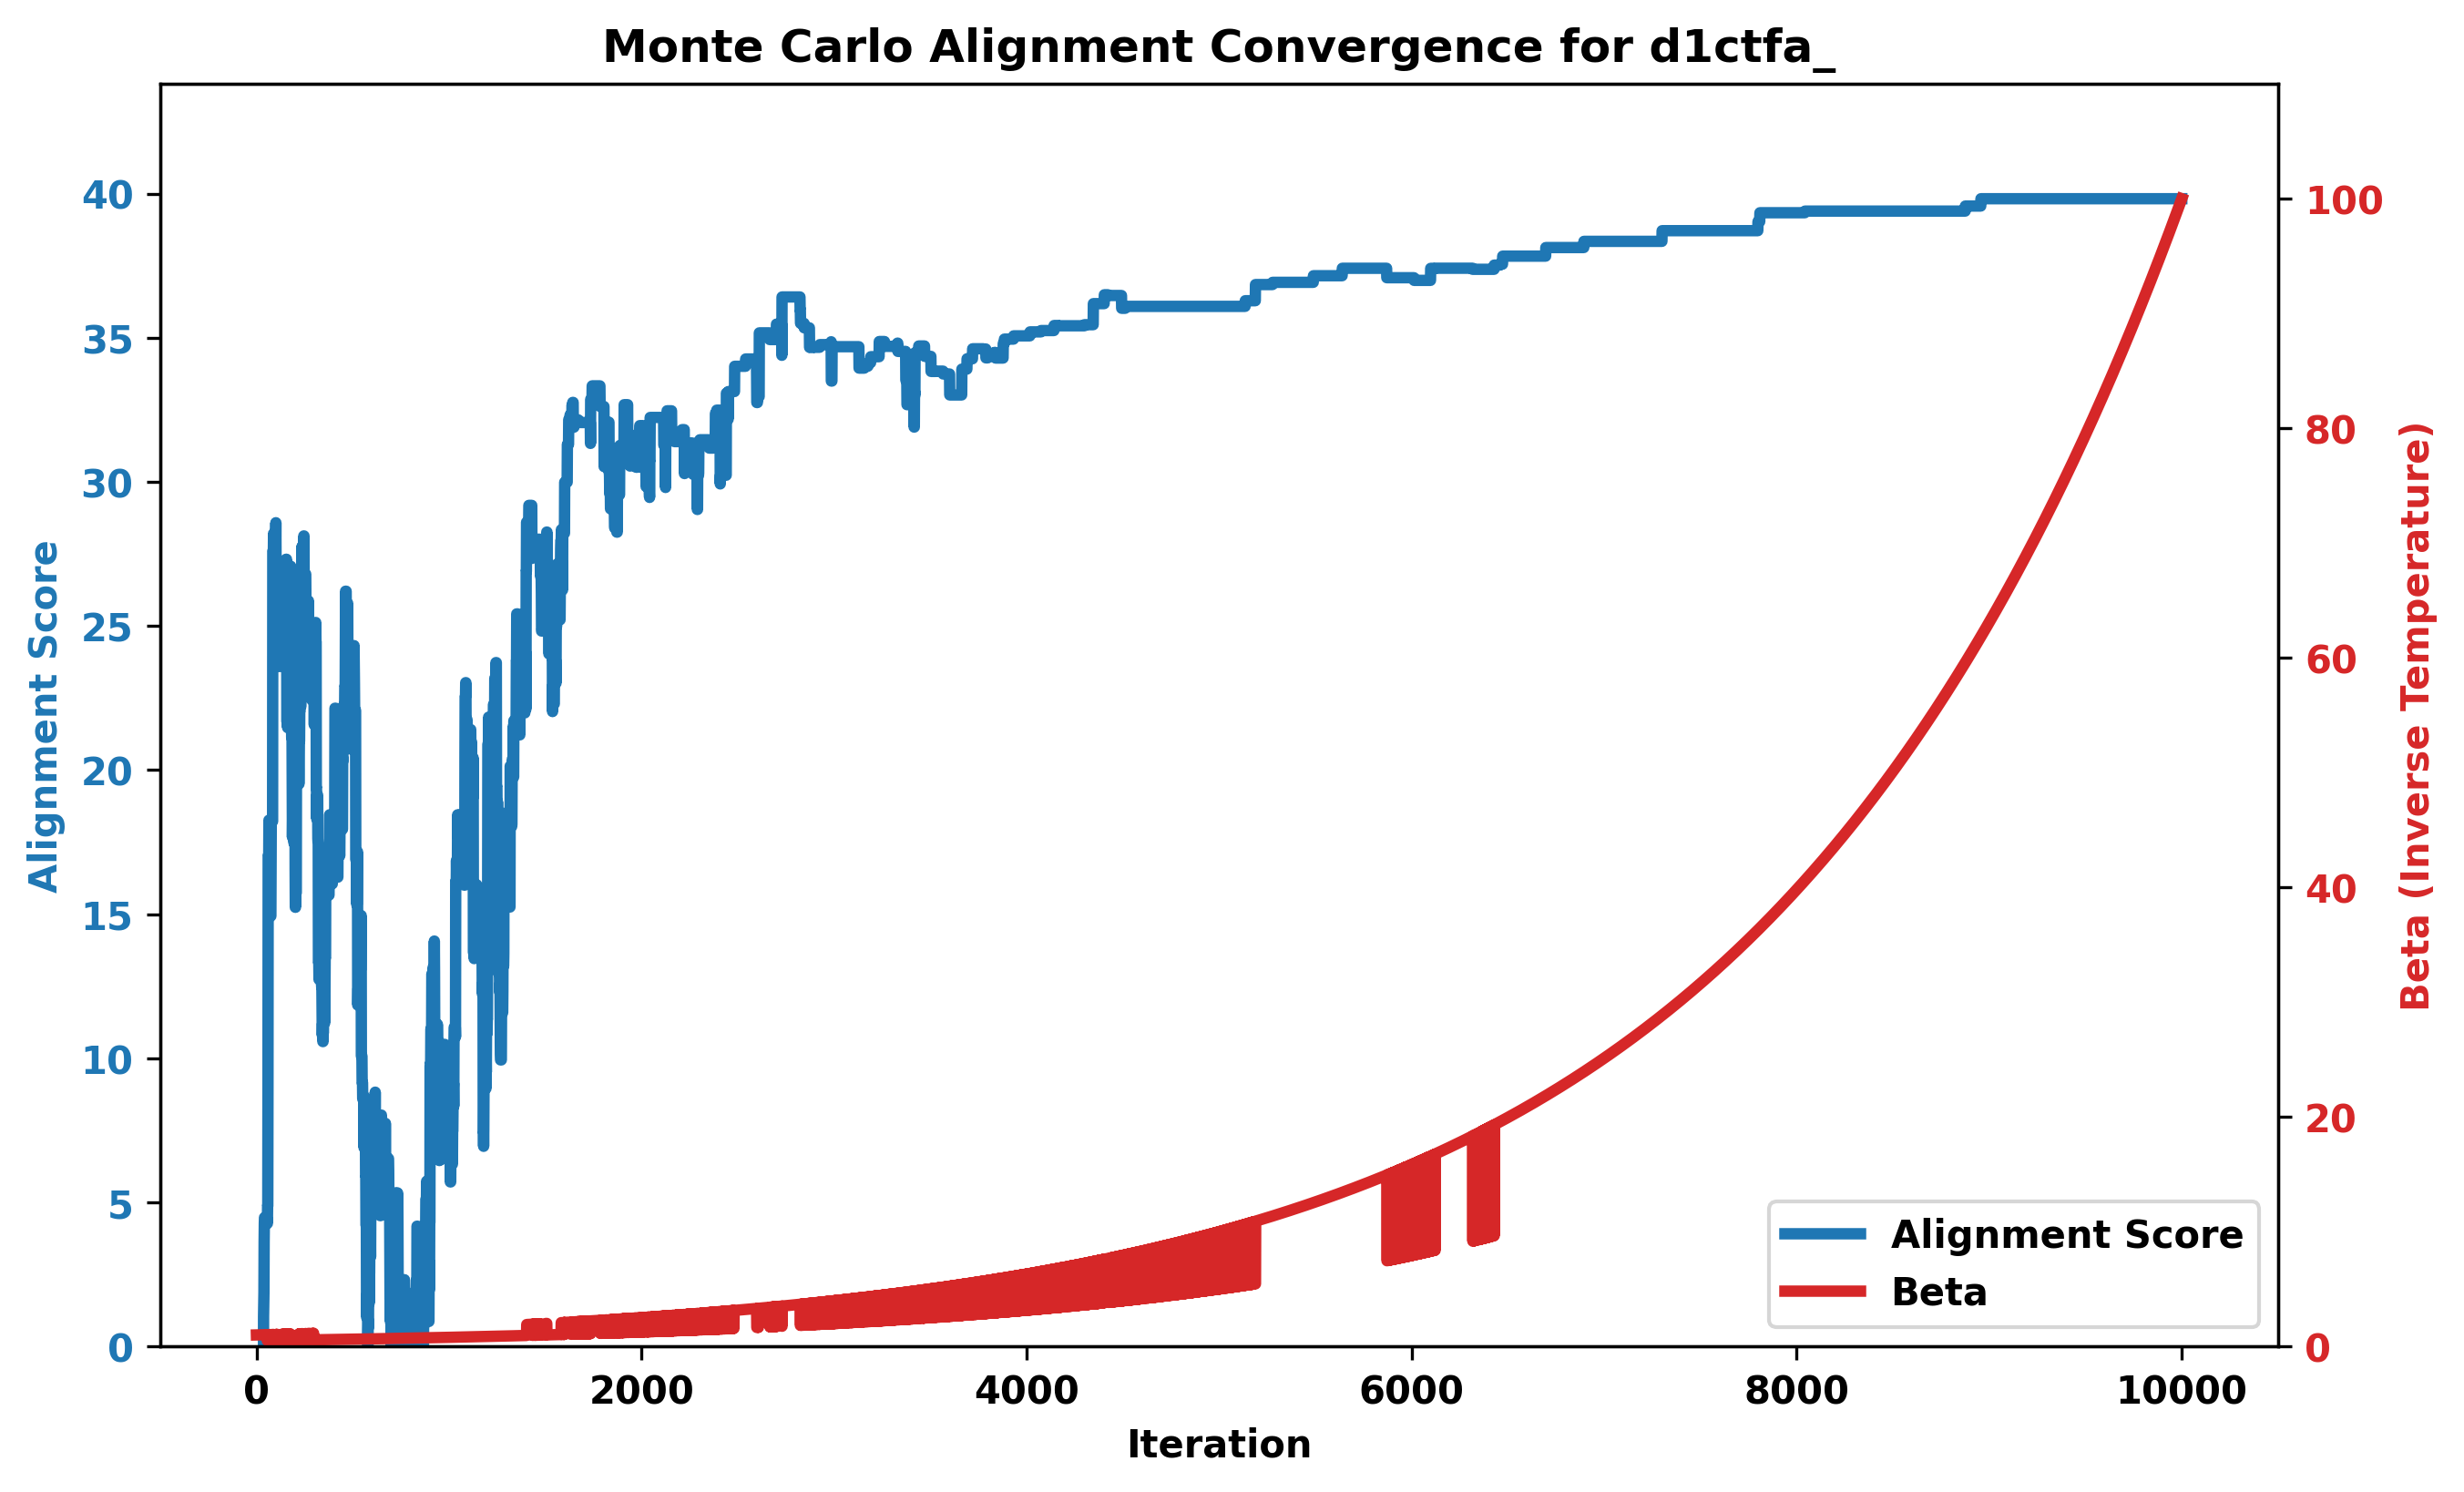 Monte Carlo Alignment Convergence for d1ctfa_
Alignment Score
40
35
30
25
20
15
10
5
0
100
80
60
40
20
0
Beta (Inverse Temperature)
Alignment Score
Beta
0 2000 4000 6000 8000 10000
Iteration